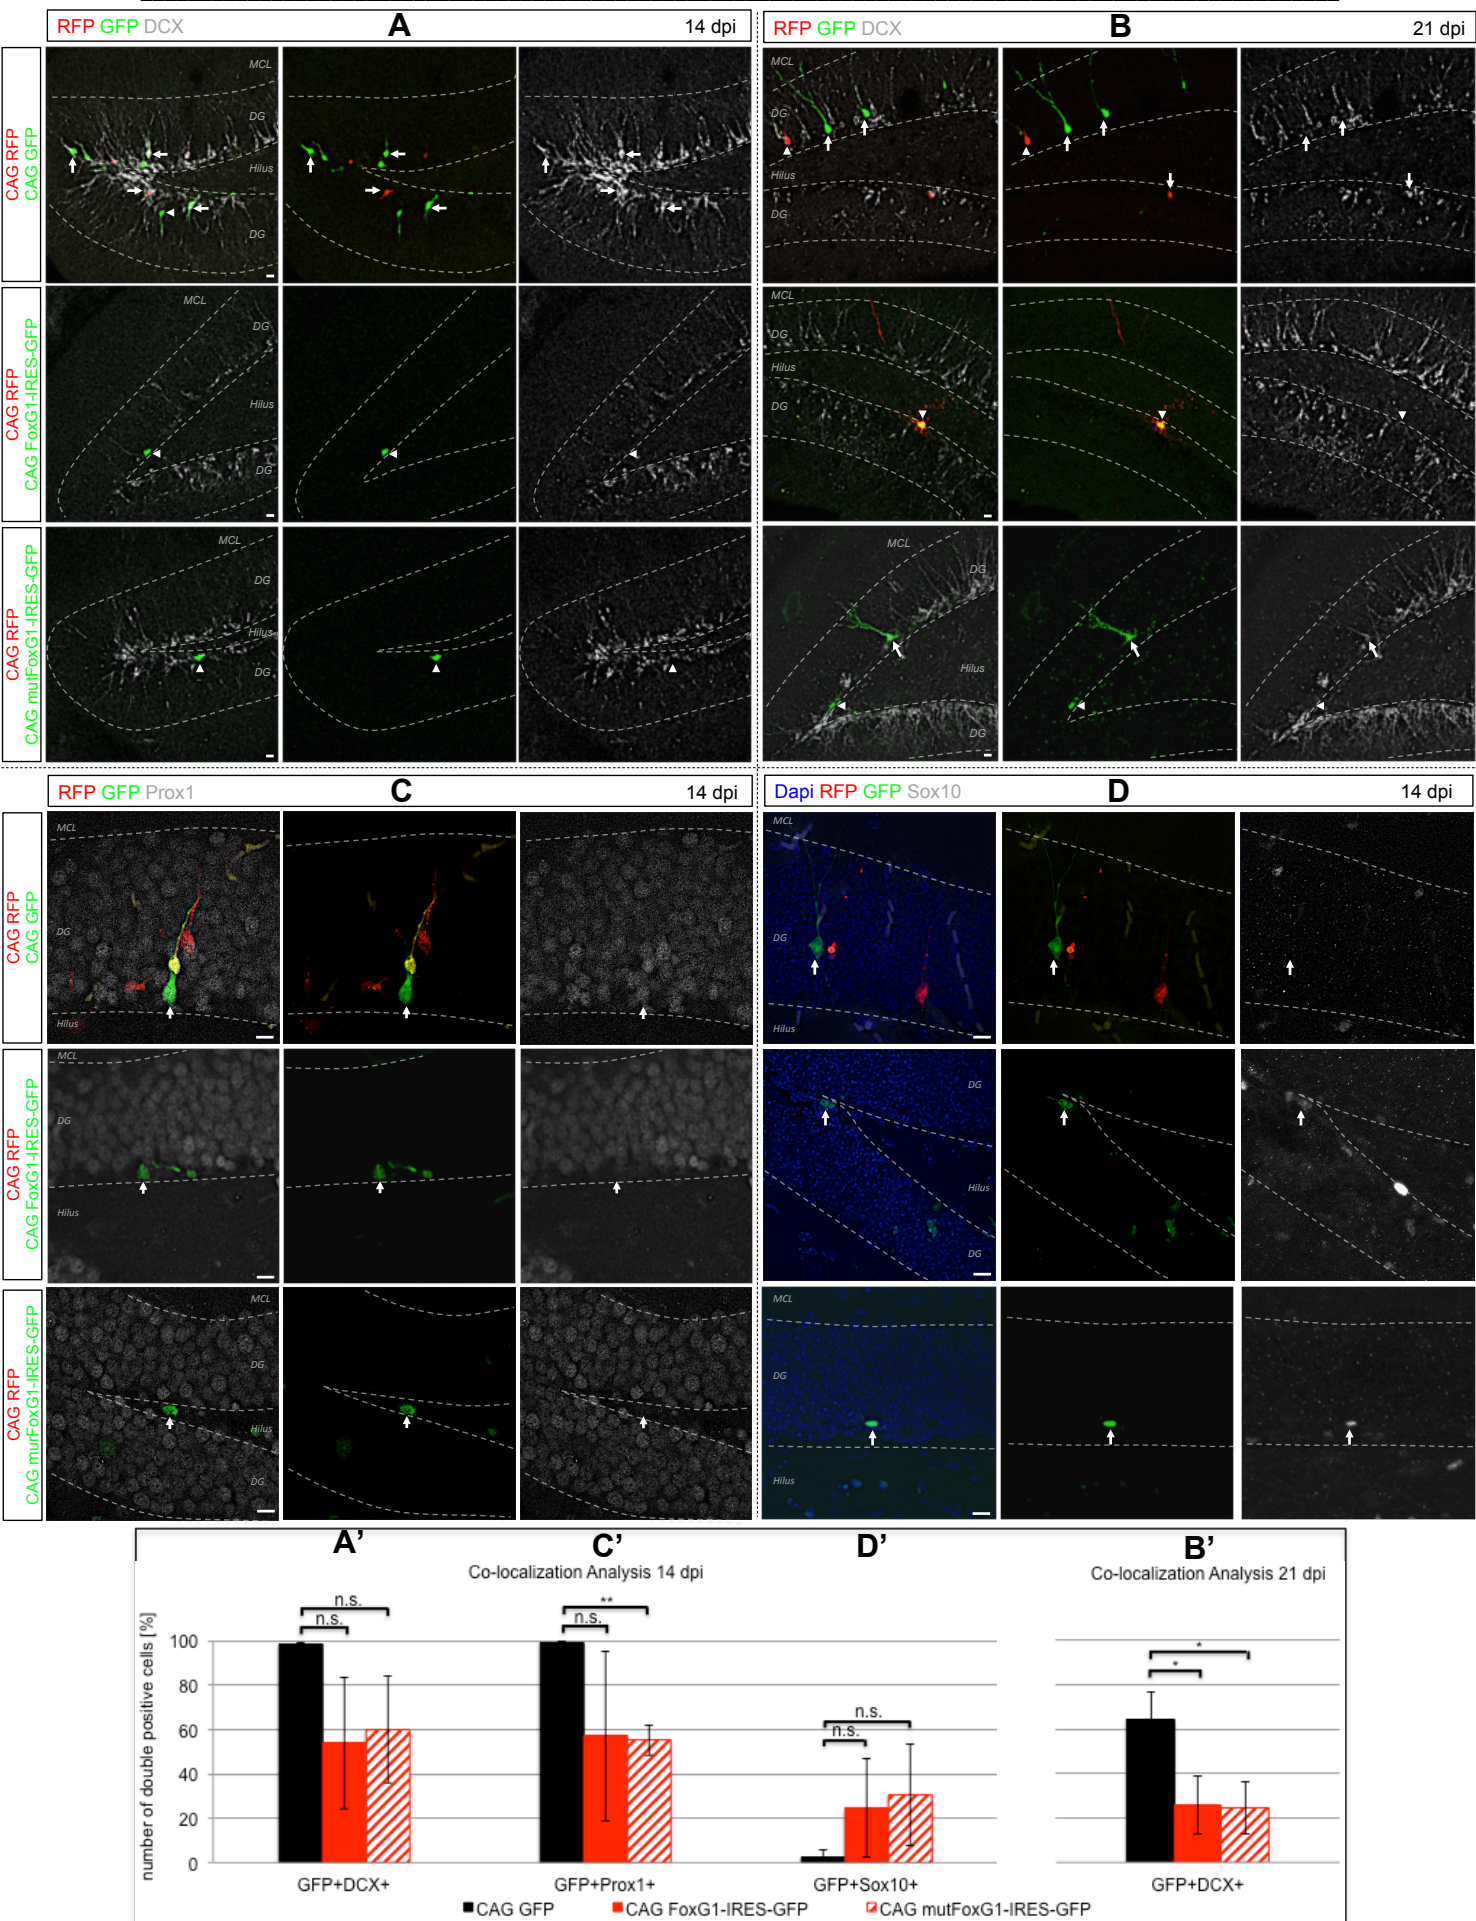 RFP GFP DCX A 14 dpi
RFP GFP DCX B 21 dpi
CAG RFP
CAG GFP
MCL
DG
Hilus
DG
MCL
DG
Hilus
DG
CAG RFP
CAG FoxG1-IRES-GFP
MCL
DG
Hilus
DG
MCL
DG
Hilus
DG
CAG RFP
CAG mutFoxG1-IRES-GFP
MCL
DG
Hilus
DG
MCL
DG
Hilus
DG
RFP GFP Prox1 C 14 dpi
Dapi RFP GFP Sox10 D 14 dpi
CAG RFP
CAG GFP
MCL
DG
Hilus
MCL
DG
Hilus
CAG RFP
CAG FoxG1-IRES-GFP
MCL
DG
Hilus
DG
Hilus
DG
CAG RFP
CAG murFoxG1-IRES-GFP
MCL
DG
Hilus
DG
MCL
DG
Hilus
A’ C’ D’ B’
Co-localization Analysis 14 dpi
Co-localization Analysis 21 dpi
number of double positive cells [%]
100
80
60
40
20
0
n.s.
n.s.
**
n.s.
n.s.
n.s.
*
*
GFP+DCX+ GFP+Prox1+ GFP+Sox10+ GFP+DCX+
CAG GFP CAG FoxG1-IRES-GFP CAG mutFoxG1-IRES-GFP